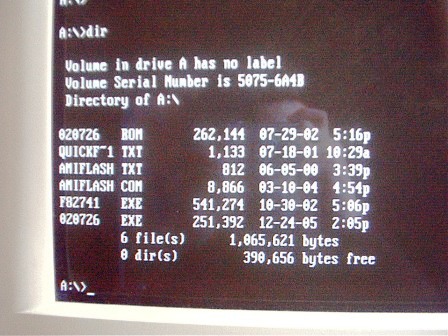 A:\>
A:\>dir
Volume in drive A has no label
Volume Serial Number is 5075-6A4B
Directory of A:\
020726 ROM 262,144 07-29-02 5:16p
QUICKF~1 TXT 1,133 07-18-01 10:29a
AMIFLASH TXT 812 06-05-00 3:39p
AMIFLASH COM 8,866 03-10-04 4:54p
F82741 EXE 541,274 10-30-02 5:06p
020726 EXE 251,392 12-24-05 2:05p
6 file(s) 1,065,621 bytes
0 dir(s) 390,656 bytes free
A:\>_